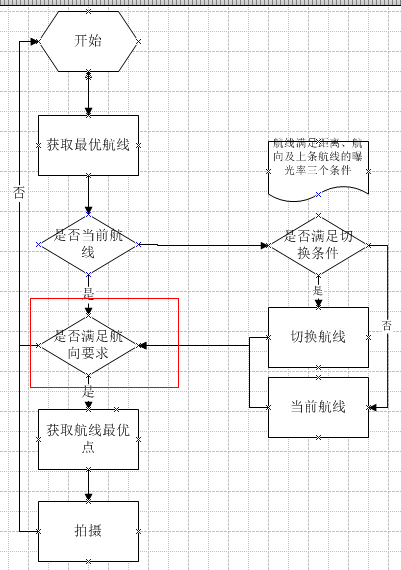 开始
获取最优航线
航线满足距离、航
向及上条航线的曝
光率三个条件
否
是否当前航
线
是否满足切
换条件
是
是
否
是否满足航
向要求
切换航线
是
当前航线
获取航线最优
点
拍摄